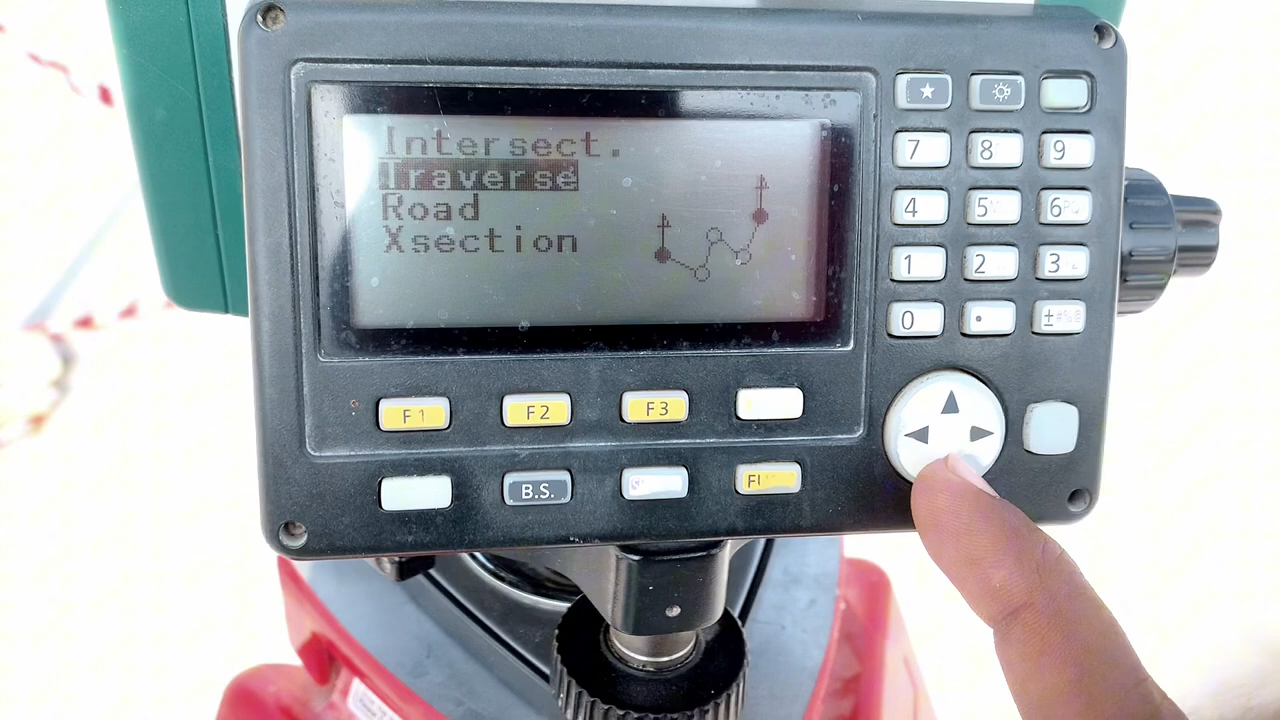 Intersect.
Traverse
Road
Xsection
7 8 9
4 5 6
1 2 3
0 . ±
F1 F2 F3
B.S.